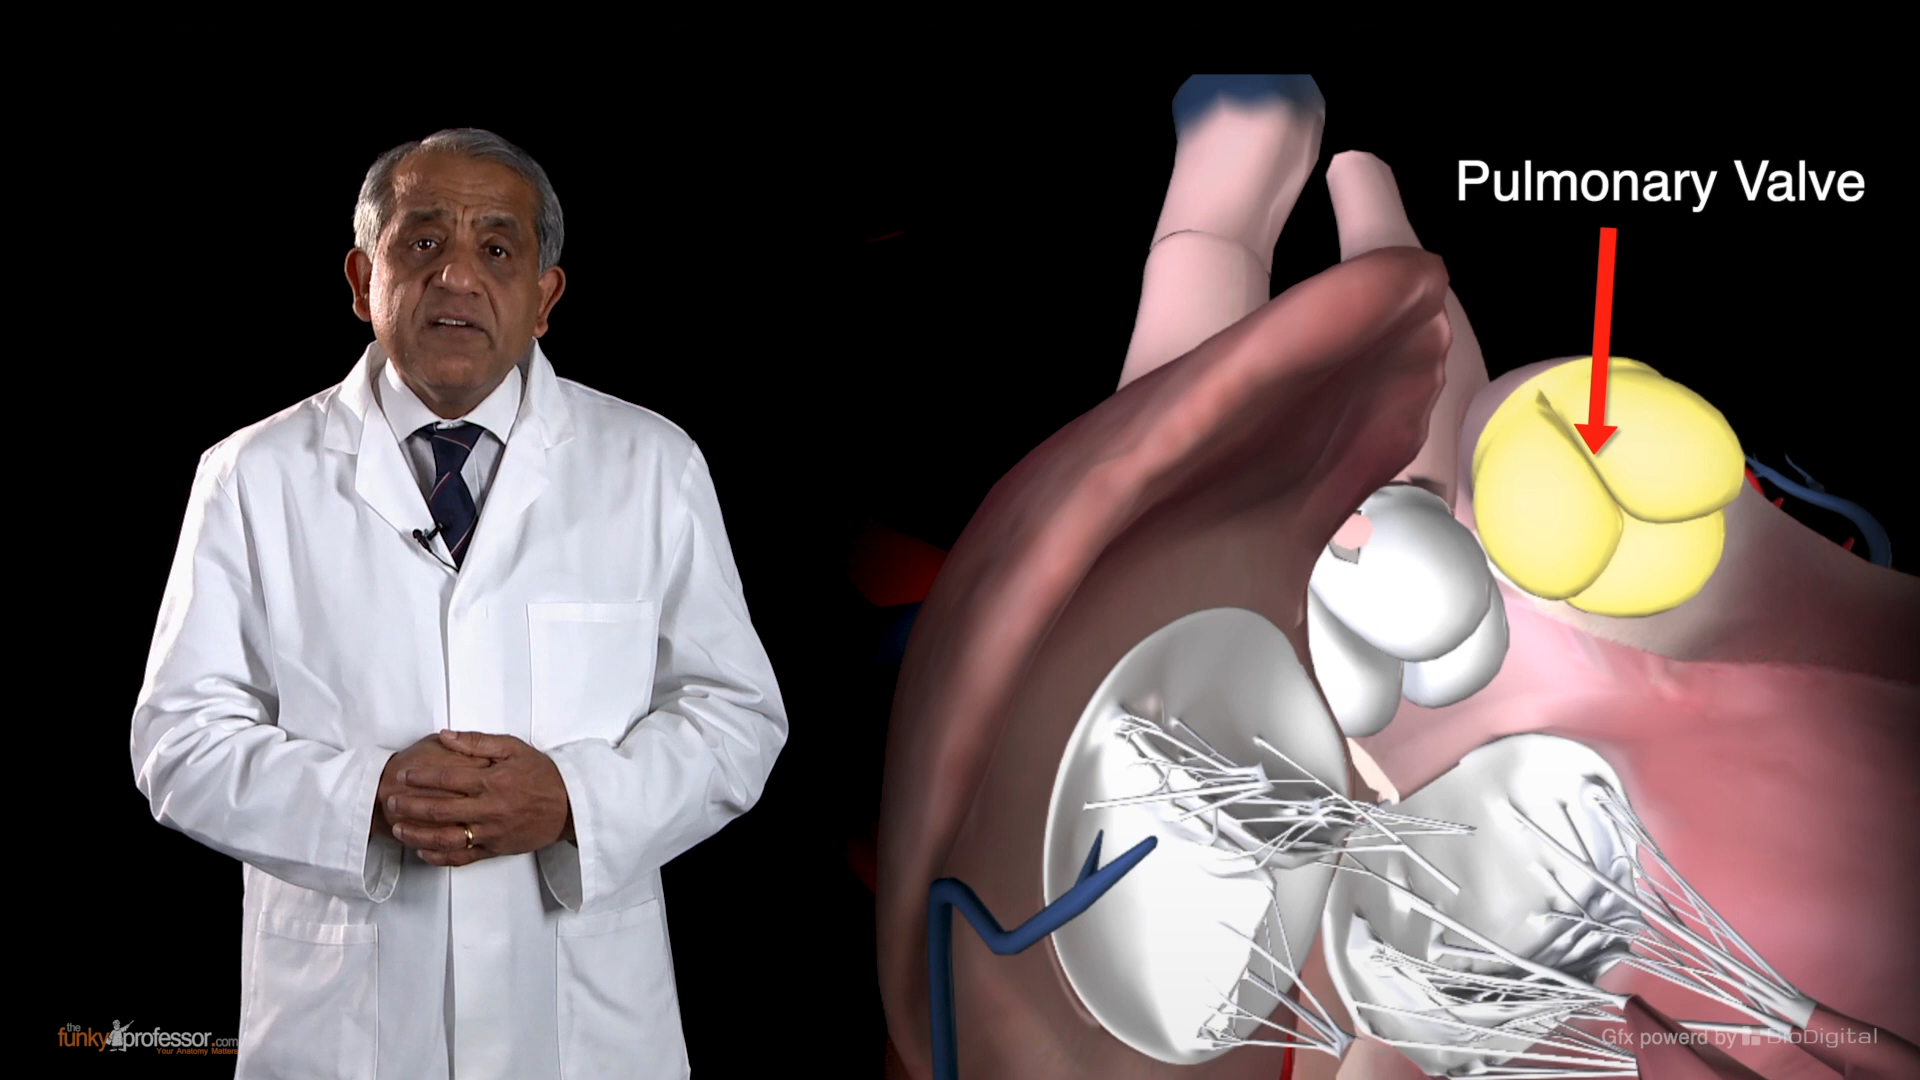 Pulmonary Valve
the
funkyprofessor.com
Your Anatomy Matters
Gfx powerd by BioDigital